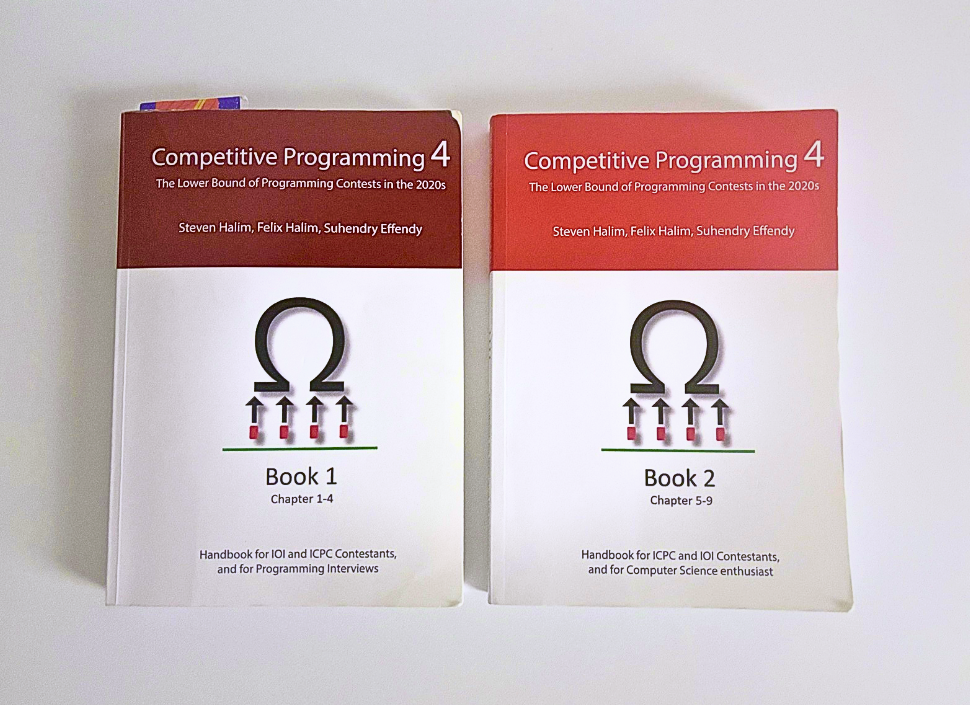 Competitive Programming 4
The Lower Bound of Programming Contests in the 2020s
Steven Halim, Felix Halim, Suhendry Effendy
Ω
Book 1
Chapter 1-4
Handbook for IOI and ICPC Contestants,
and for Programming Interviews
Competitive Programming 4
The Lower Bound of Programming Contests in the 2020s
Steven Halim, Felix Halim, Suhendry Effendy
Ω
Book 2
Chapter 5-9
Handbook for ICPC and IOI Contestants,
and for Computer Science enthusiast